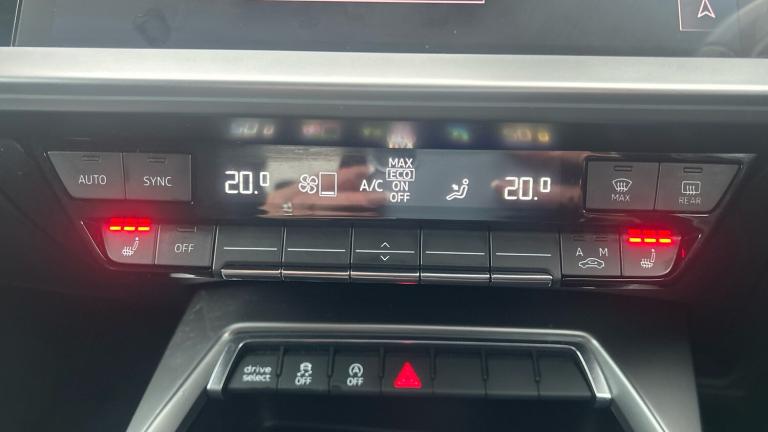 AUTO
SYNC
20.0
A/C
MAX
ECO
ON
OFF
20.0
MAX
REAR
OFF
A M
drive select
OFF
OFF
A